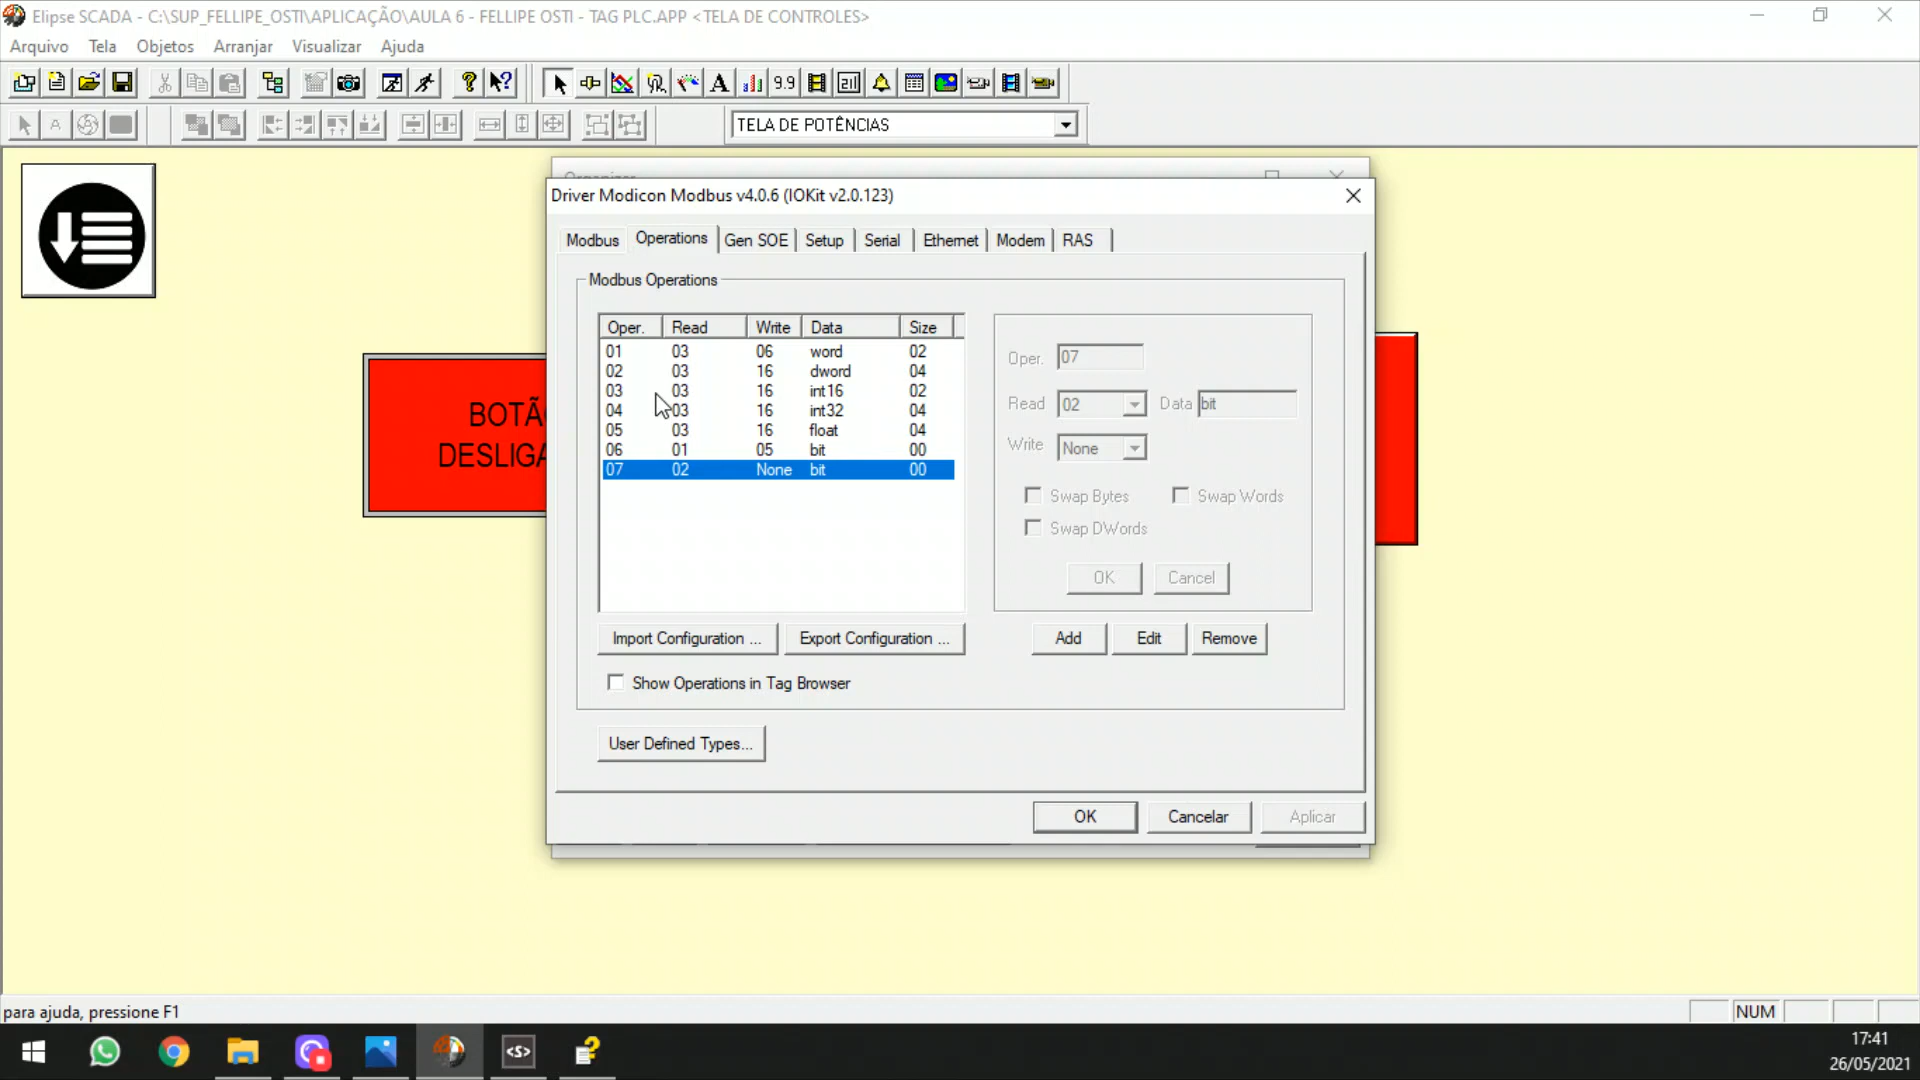 Elipse SCADA - C:\SUP_FELLIPE_OSTI\APLICAÇÃO\AULA 6 - FELLIPE OSTI - TAG PLC.APP <TELA DE CONTROLES>
Arquivo Tela Objetos Arranjar Visualizar Ajuda
TELA DE POTÊNCIAS
Organizer
Driver Modicon Modbus v4.0.6 (IOKit v2.0.123)
Modbus Operations Gen SOE Setup Serial Ethernet Modem RAS
Modbus Operations
Oper. Read Write Data Size
01 03 06 word 02
02 03 16 dword 04
03 03 16 int16 02
04 03 16 int32 04
05 03 16 float 04
06 01 05 bit 00
07 02 None bit 00
Oper. 07
Read 02 Data bit
Write None
Swap Bytes Swap Words
Swap DWords
OK Cancel
Import Configuration ... Export Configuration ... Add Edit Remove
Show Operations in Tag Browser
User Defined Types...
OK Cancelar Aplicar
BOTÃO
DESLIGA
para ajuda, pressione F1
NUM
17:41
26/05/2021